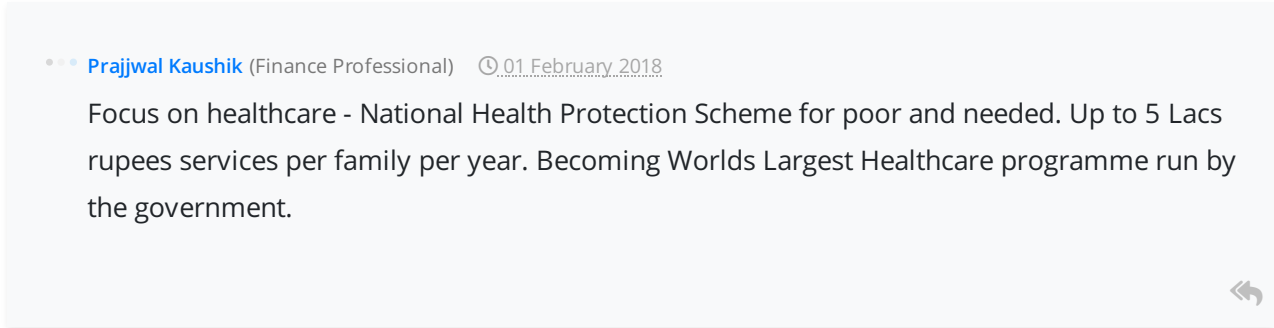 Prajjwal Kaushik (Finance Professional) 01 February 2018
Focus on healthcare - National Health Protection Scheme for poor and needed. Up to 5 Lacs
rupees services per family per year. Becoming Worlds Largest Healthcare programme run by
the government.